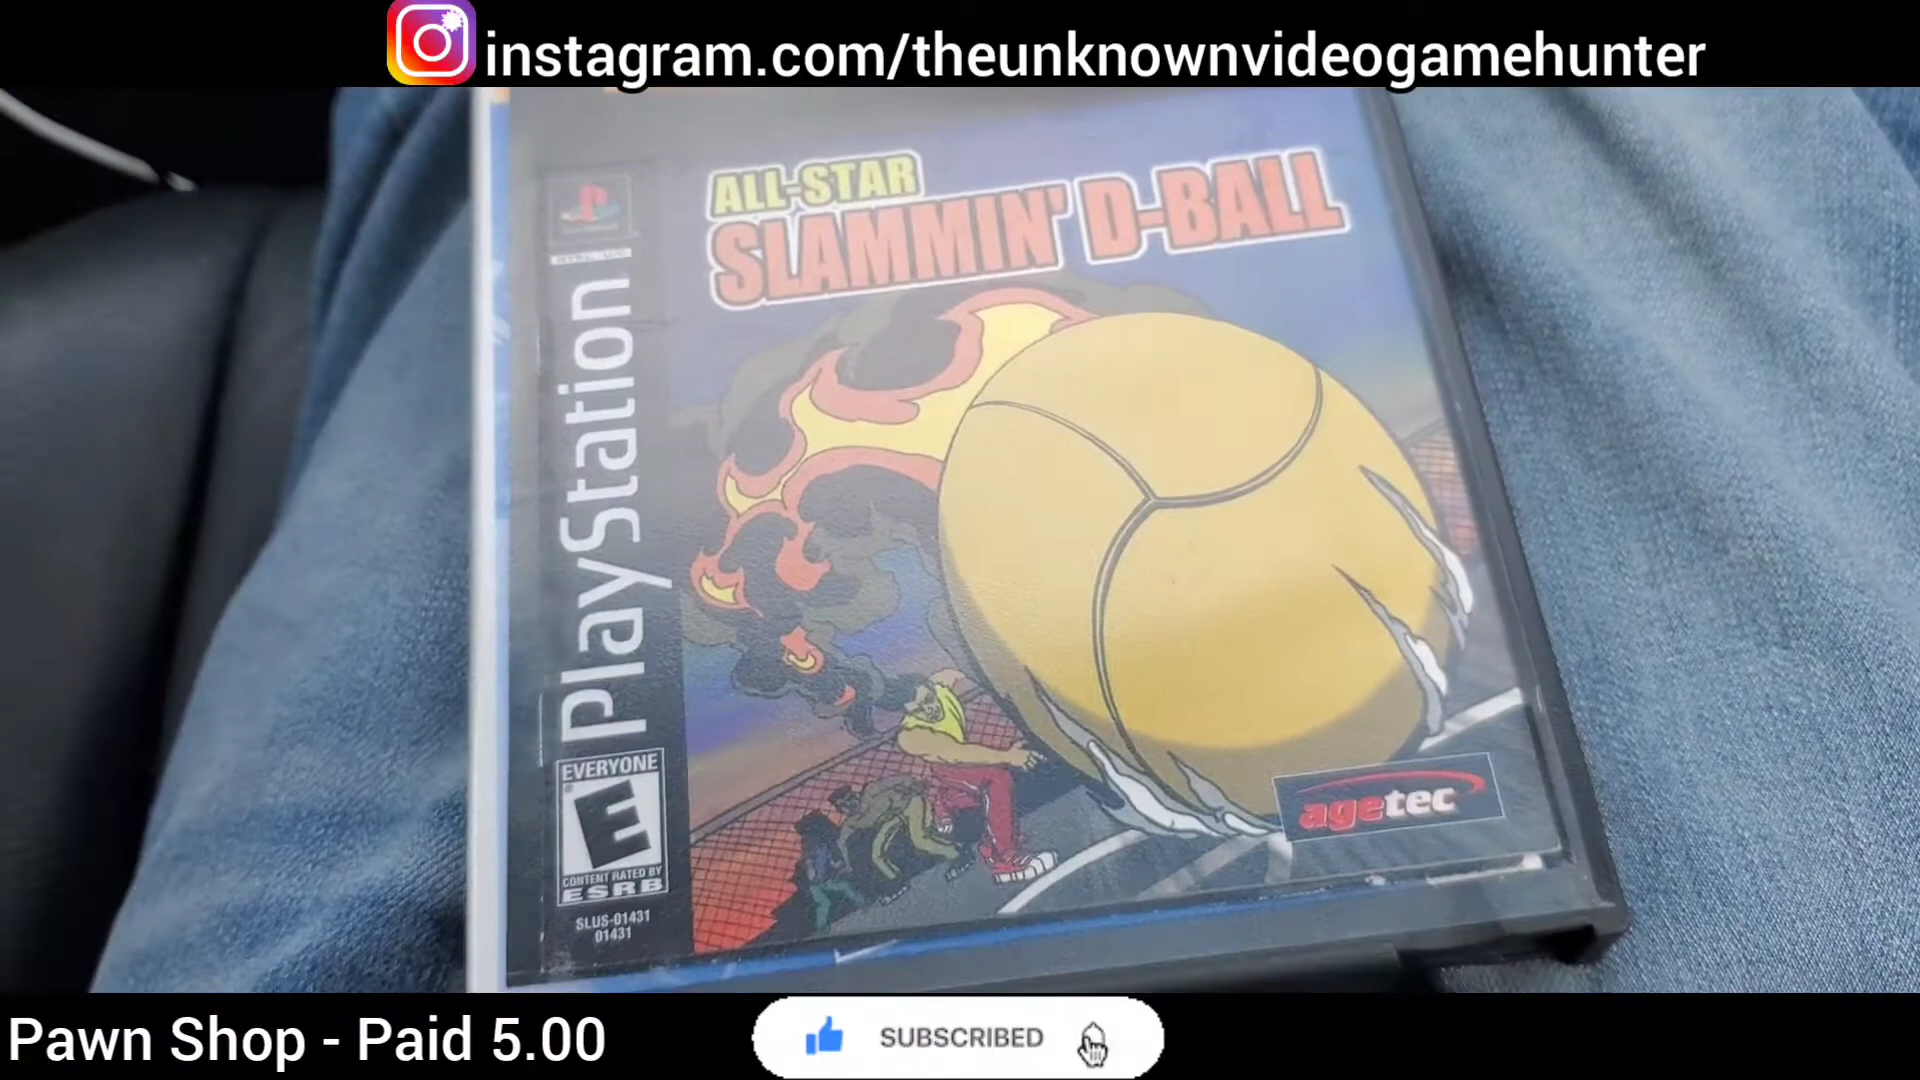 instagram.com/theunknownvideogamehunter
ALL-STAR
SLAMMIN' D-BALL
PlayStation
EVERYONE
E
CONTENT RATED BY
ESRB
SLUS-01431
01431
agetec
Pawn Shop - Paid 5.00
SUBSCRIBED